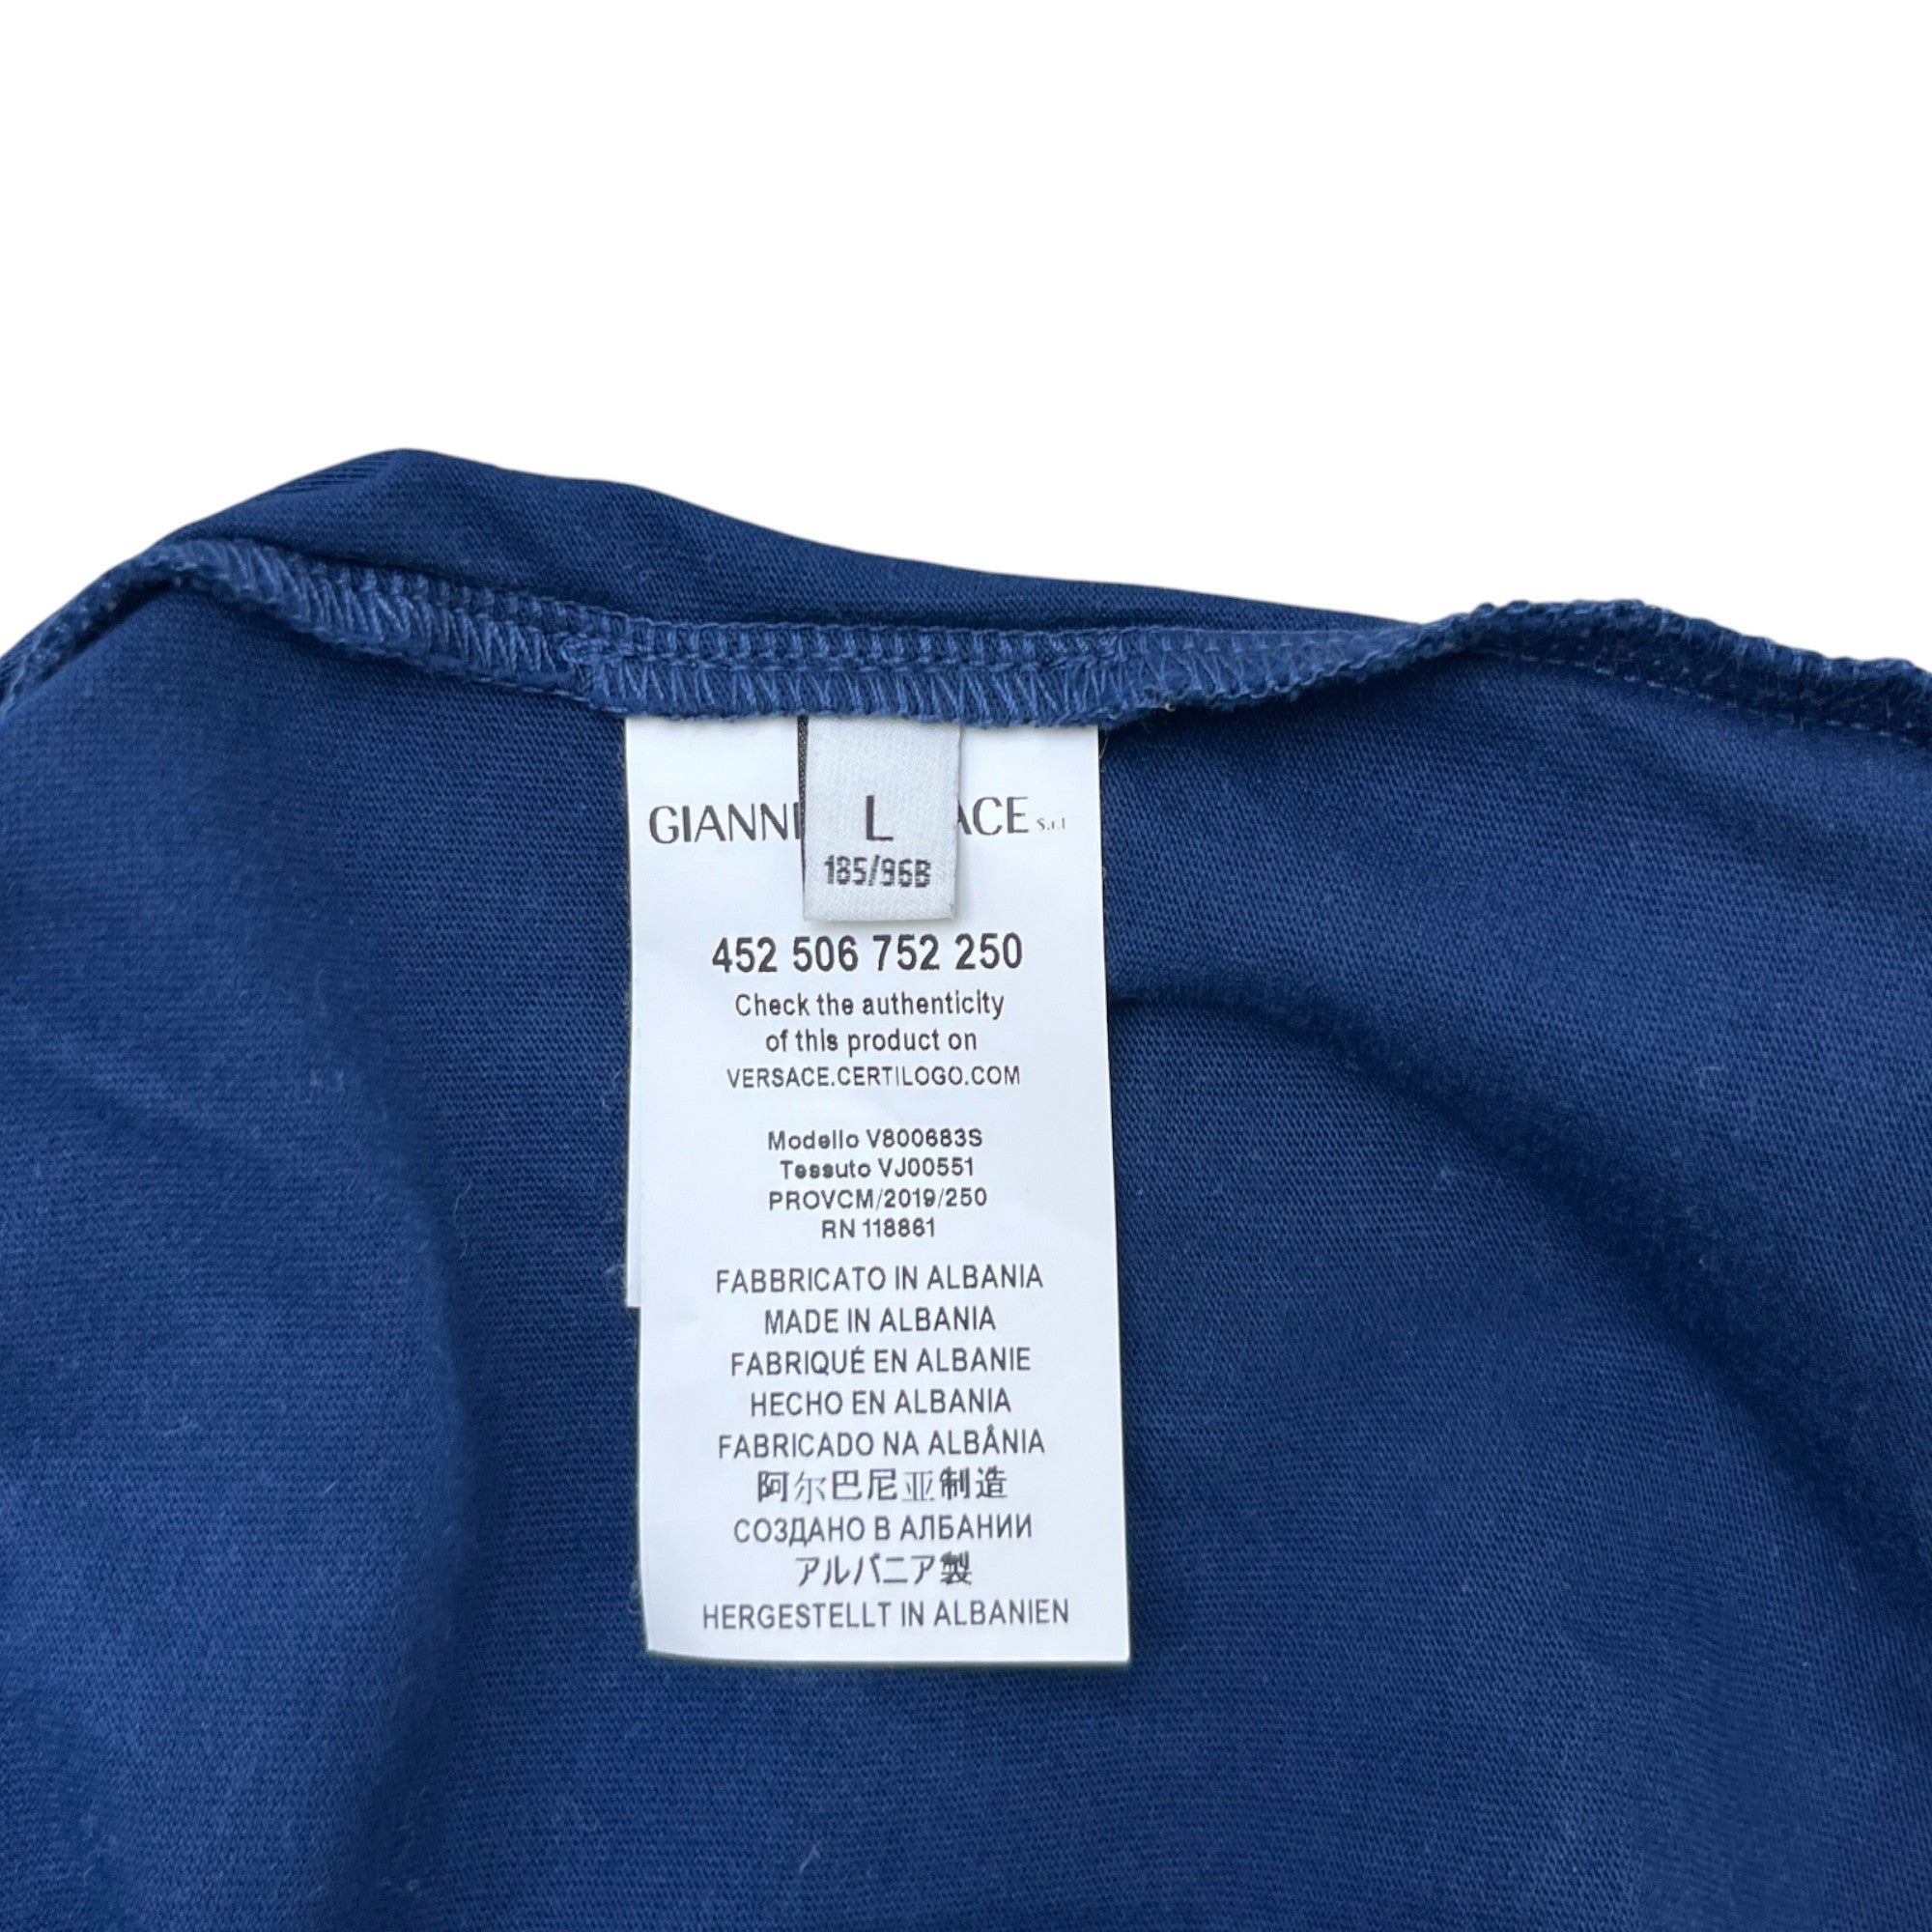 GIANNI
L
185/96B
ACE S.r.l
452 506 752 250
Check the authenticity
of this product on
VERSACE.CERTILOGO.COM
Modello V800683S
Tessuto VJ00551
PROVCM/2019/250
RN 118861
FABBRICATO IN ALBANIA
MADE IN ALBANIA
FABRIQUÉ EN ALBANIE
HECHO EN ALBANIA
FABRICADO NA ALBÂNIA
阿尔巴尼亚制造
СОЗДАНО В АЛБАНИИ
アルバニア製
HERGESTELLT IN ALBANIEN